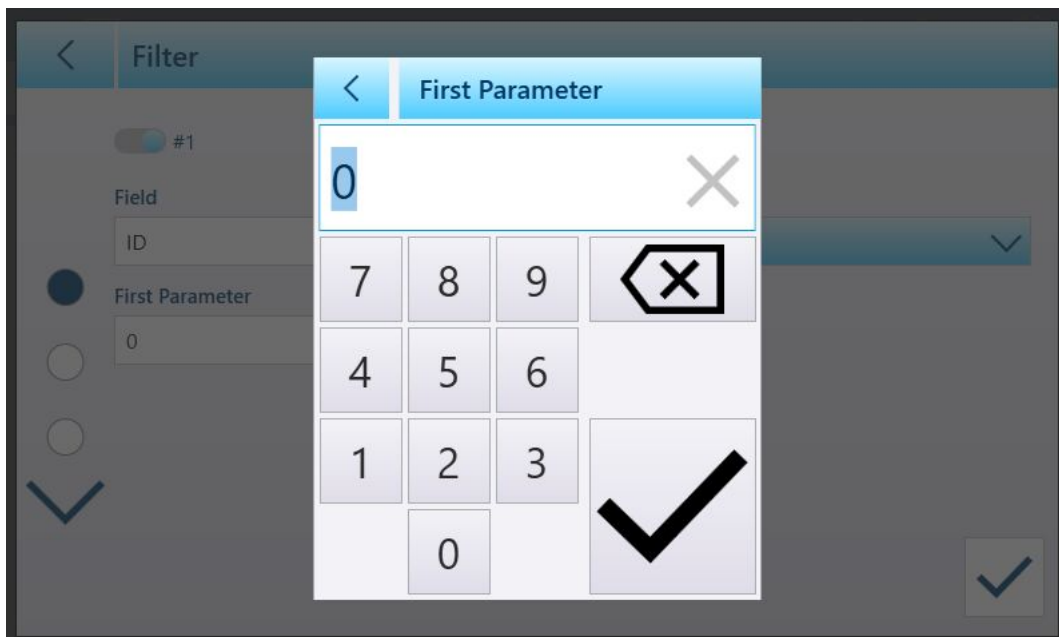 Filter
First Parameter
#1
0
Field
ID
7 8 9
First Parameter
0
4 5 6
1 2 3
0